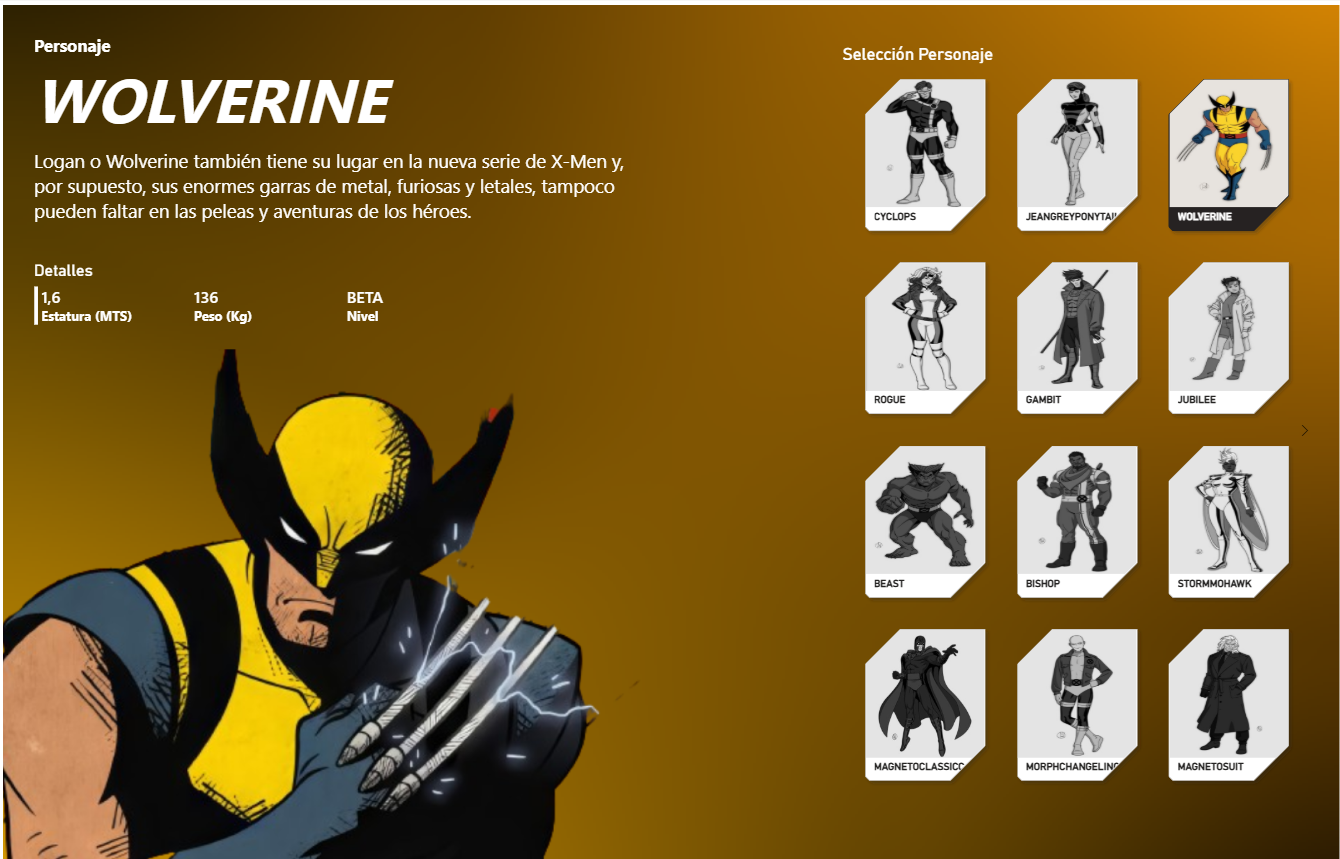 Personaje
WOLVERINE
Logan o Wolverine también tiene su lugar en la nueva serie de X-Men y,
por supuesto, sus enormes garras de metal, furiosas y letales, tampoco
pueden faltar en las peleas y aventuras de los héroes.
Detalles
1,6 136 BETA
Estatura (MTS) Peso (Kg) Nivel
Selección Personaje
CYCLOPS JEANGREYPONYTAIL WOLVERINE
ROGUE GAMBIT JUBILEE
BEAST BISHOP STORMMOHAWK
MAGNETOCLASSICC MORPHCHANGELING MAGNETOSUIT